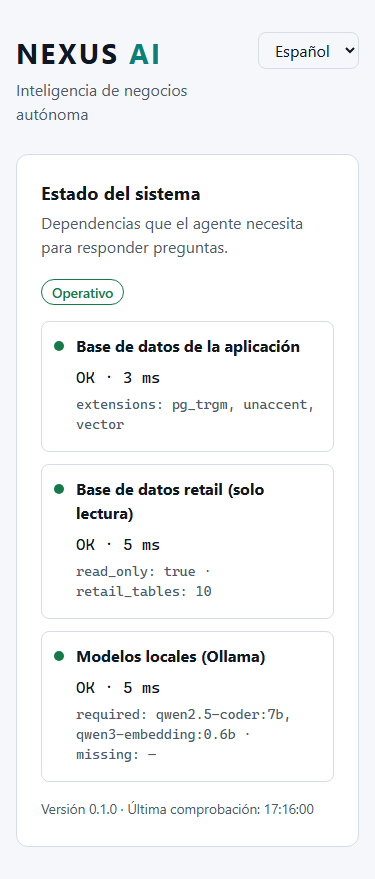 NEXUS AI
Español
Inteligencia de negocios
autónoma
Estado del sistema
Dependencias que el agente necesita
para responder preguntas.
Operativo
Base de datos de la aplicación
OK · 3 ms
extensions: pg_trgm, unaccent,
vector
Base de datos retail (solo
lectura)
OK · 5 ms
read_only: true ·
retail_tables: 10
Modelos locales (Ollama)
OK · 5 ms
required: qwen2.5-coder:7b,
qwen3-embedding:0.6b ·
missing: —
Versión 0.1.0 · Última comprobación: 17:16:00